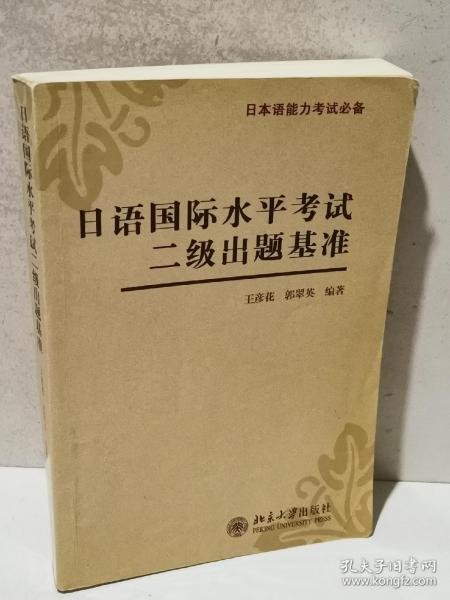 日本语能力考试必备
日语国际水平考试
二级出题基准
王彦花 郭翠英 编著
北京大学出版社
PEKING UNIVERSITY PRESS
日语国际水平考试二级出题基准
孔夫子旧书网
www.kongfz.com